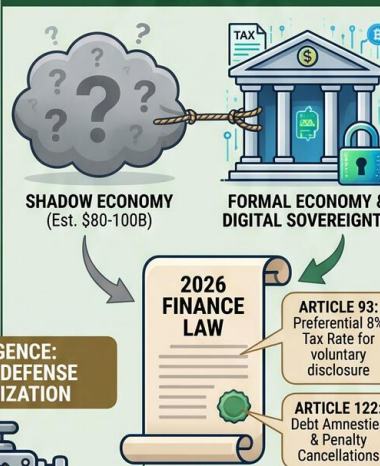 TAX
$
? ? ? ? ? ? ? ?
SHADOW ECONOMY
(Est. $80-100B)
FORMAL ECONOMY &
DIGITAL SOVEREIGNT
2026
FINANCE
LAW
ARTICLE 93:
Preferential 8%
Tax Rate for
voluntary
disclosure
GENCE:
DEFENSE
IZATION
ARTICLE 122:
Debt Amnestie
& Penalty
Cancellations